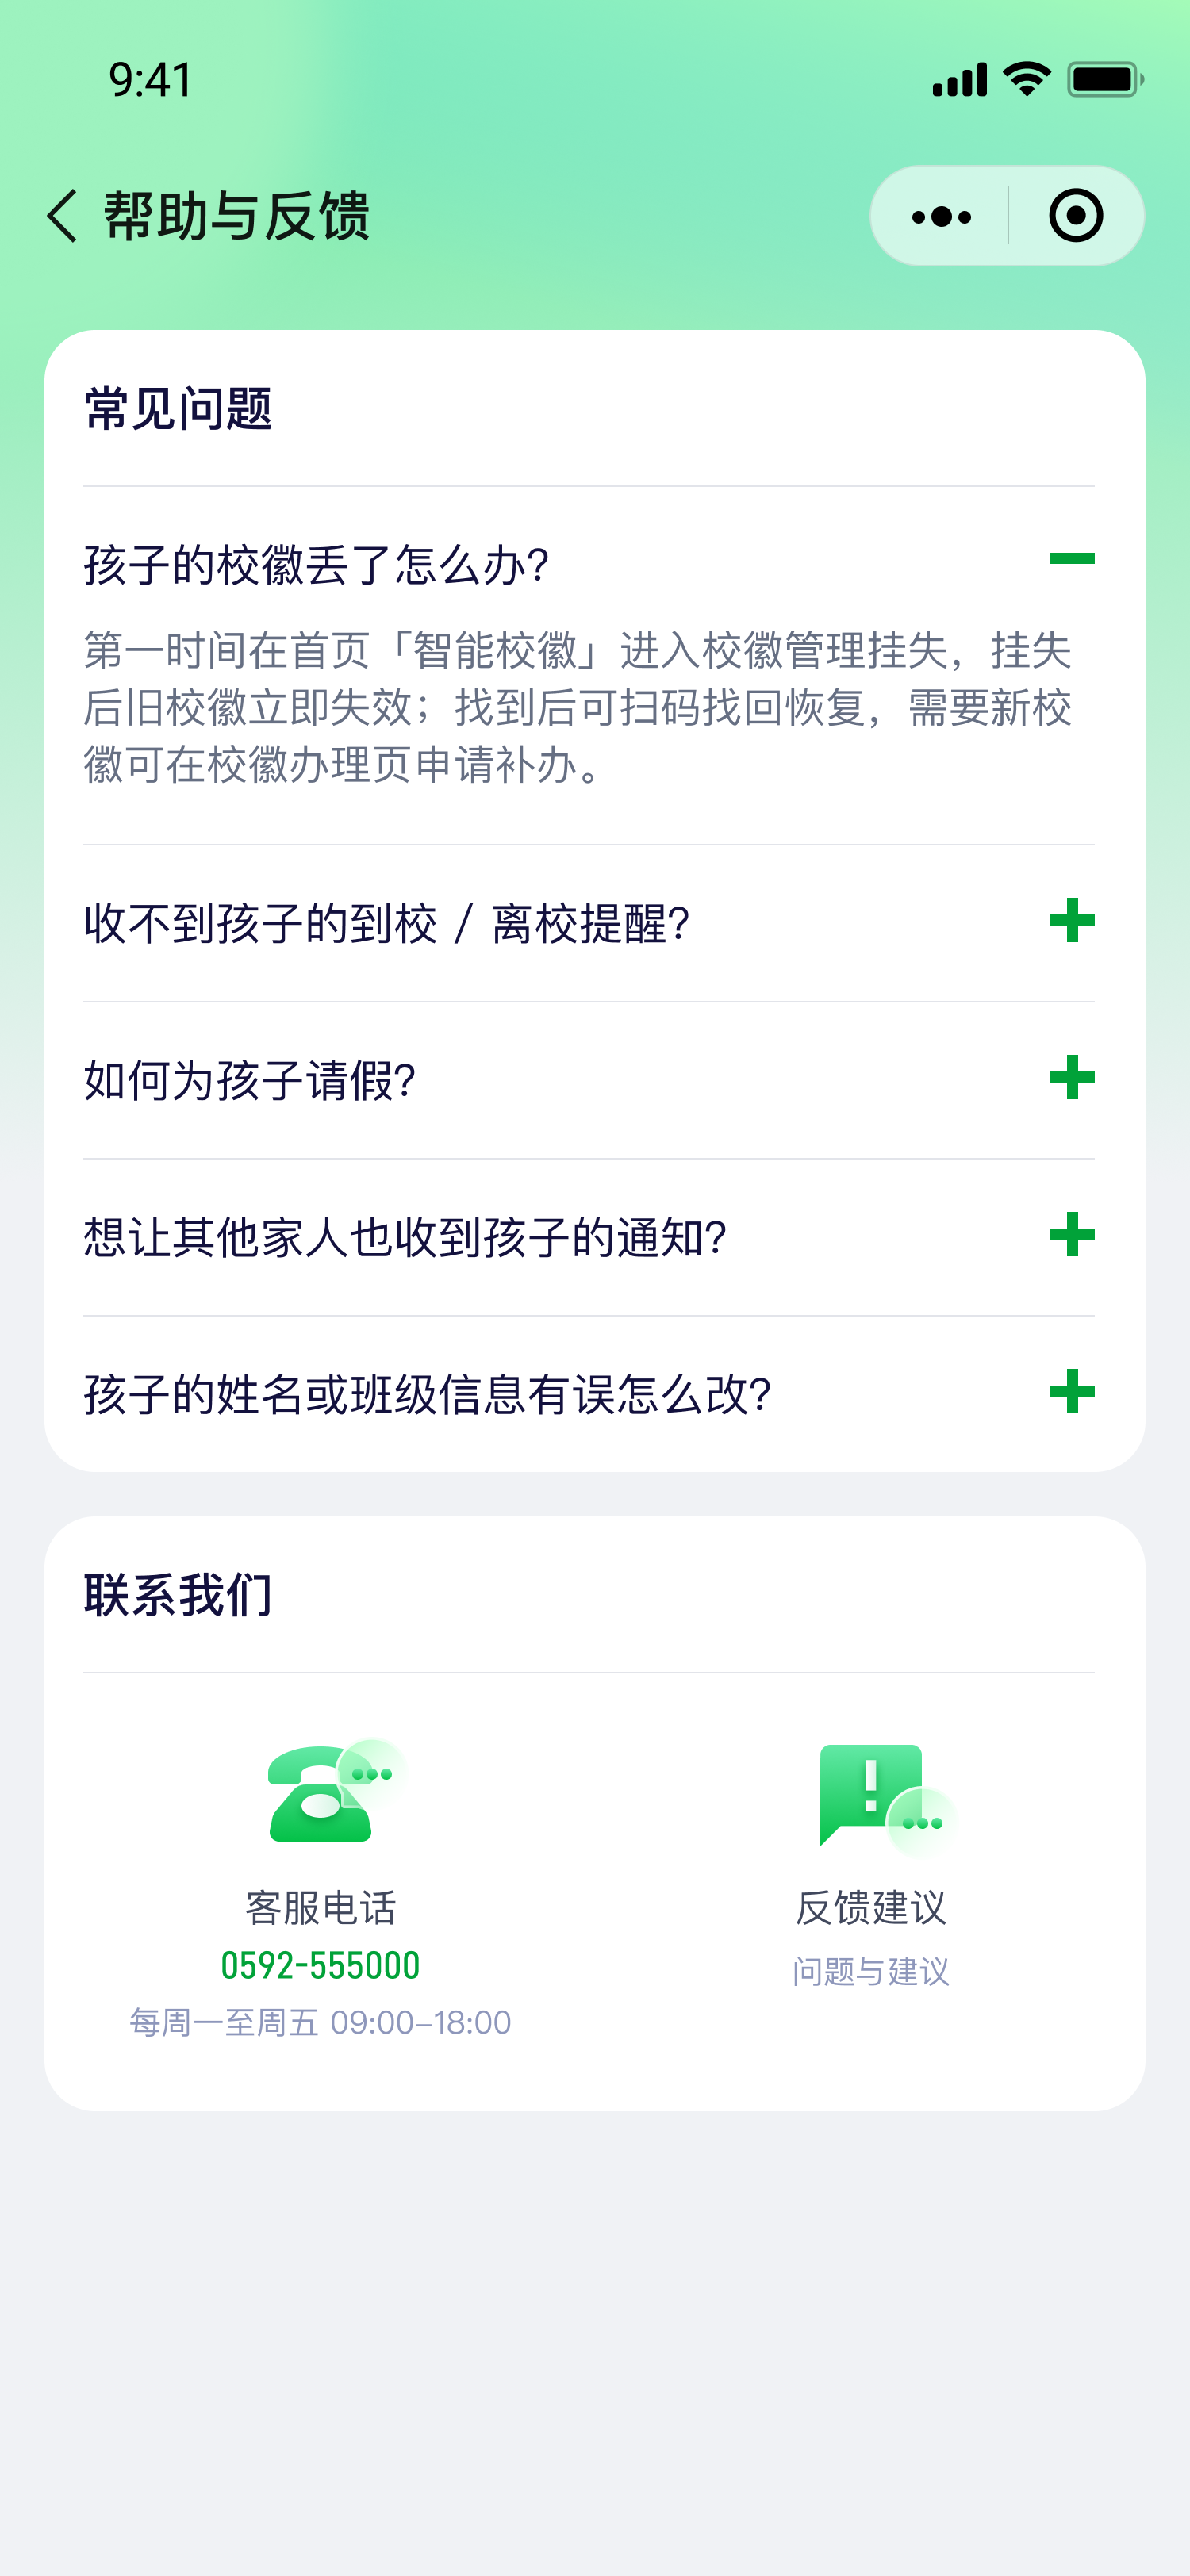 9:41
帮助与反馈
常见问题
孩子的校徽丢了怎么办?
第一时间在首页「智能校徽」进入校徽管理挂失，挂失
后旧校徽立即失效；找到后可扫码找回恢复，需要新校
徽可在校徽办理页申请补办。
收不到孩子的到校 / 离校提醒?
如何为孩子请假?
想让其他家人也收到孩子的通知?
孩子的姓名或班级信息有误怎么改?
联系我们
客服电话
0592-555000
每周一至周五 09:00–18:00
反馈建议
问题与建议